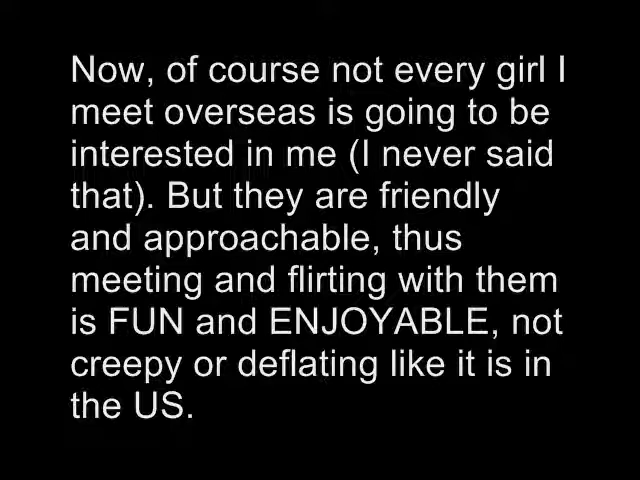 Now, of course not every girl I
meet overseas is going to be
interested in me (I never said
that). But they are friendly
and approachable, thus
meeting and flirting with them
is FUN and ENJOYABLE, not
creepy or deflating like it is in
the US.